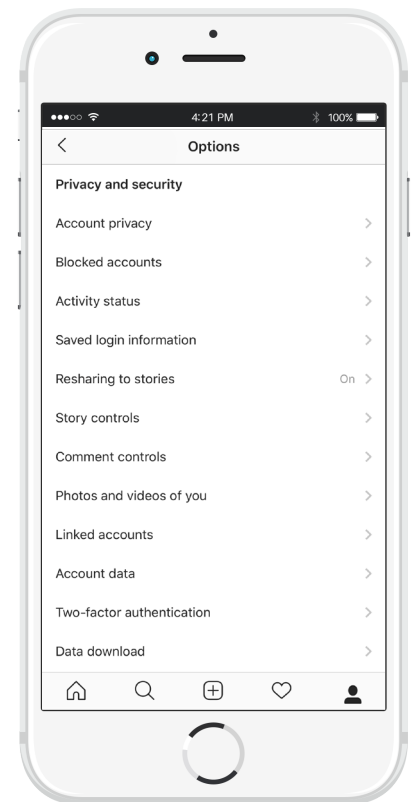 4:21 PM
100%
Options
Privacy and security
Account privacy
Blocked accounts
Activity status
Saved login information
Resharing to stories On
Story controls
Comment controls
Photos and videos of you
Linked accounts
Account data
Two-factor authentication
Data download